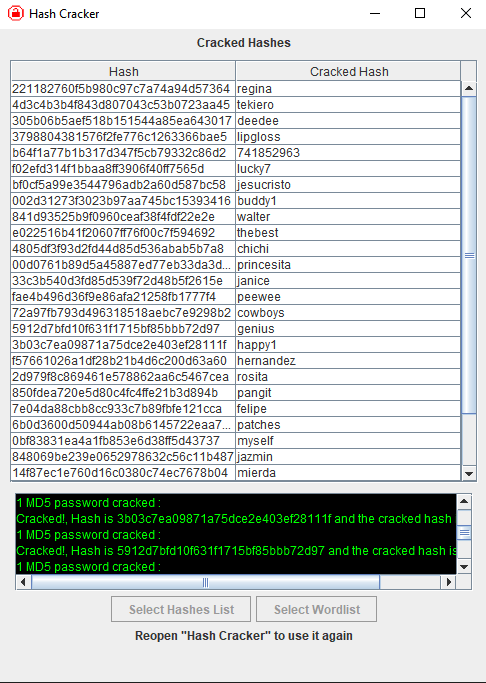 Hash Cracker
Cracked Hashes
Hash Cracked Hash
221182760f5b980c97c7a74a94d57364 regina
4d3c4b3b4f843d807043c53b0723aa45 tekiero
305b06b5aef518b151544a85ea643017 deedee
3798804381576f2fe776c1263366bae5 lipgloss
b64f1a77b1b317d347f5cb79332c86d2 741852963
f02efd314f1bbaa8ff3906f40ff7565d lucky7
bf0cf5a99e3544796adb2a60d587bc58 jesucristo
002d31273f3023b97aa745bc15393416 buddy1
841d93525b9f0960ceaf38f4fdf22e2e walter
e022516b41f20607ff76f00c7f594692 thebest
4805df3f93d2fd44d85d536abab5b7a8 chichi
00d0761b89d5a45887ed77eb33da3d... princesita
33c3b540d3fd85d539f72d48b5f2615e janice
fae4b496d36f9e86afa21258fb1777f4 peewee
72a97fb793d496318518aebc7e9298b2 cowboys
5912d7bfd10f631f1715bf85bbb72d97 genius
3b03c7ea09871a75dce2e403ef28111f happy1
f57661026a1df28b21b4d6c200d63a60 hernandez
2d979f8c869461e578862aa6c5467cea rosita
850fdea720e5d80c4fc4ffe21b3d894b pangit
7e04da88cbb8cc933c7b89fbfe121cca felipe
6b0d3600d50944ab08b6145722eaa7... patches
0bf83831ea4a1fb853e6d38ff5d43737 myself
848069be239e0652978632c56c11b487 jazmin
14f87ec1e760d16c0380c74ec7678b04 mierda
1 MD5 password cracked :
Cracked!, Hash is 3b03c7ea09871a75dce2e403ef28111f and the cracked hash
1 MD5 password cracked :
Cracked!, Hash is 5912d7bfd10f631f1715bf85bbb72d97 and the cracked hash is
1 MD5 password cracked :
Select Hashes List Select Wordlist
Reopen "Hash Cracker" to use it again